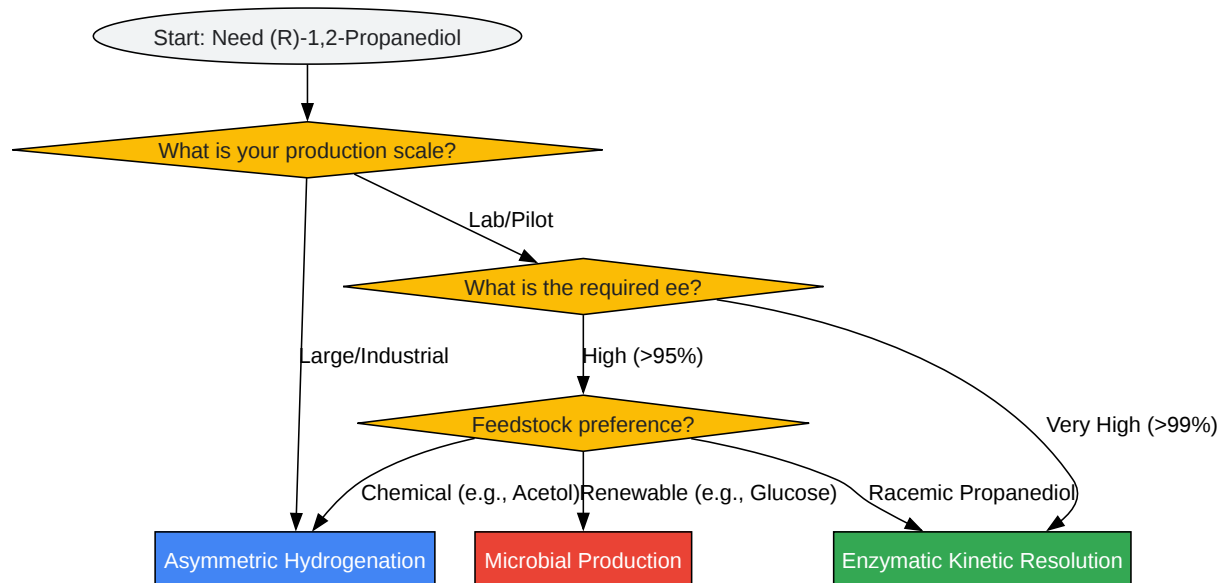 Start: Need (R)-1,2-Propanediol
What is your production scale?
Lab/Pilot
What is the required ee?
Large/Industrial
High (>95%)
Feedstock preference?
Very High (>99%)
Chemical (e.g., Acetol)
Renewable (e.g., Glucose)
Racemic Propanediol
Asymmetric Hydrogenation
Microbial Production
Enzymatic Kinetic Resolution